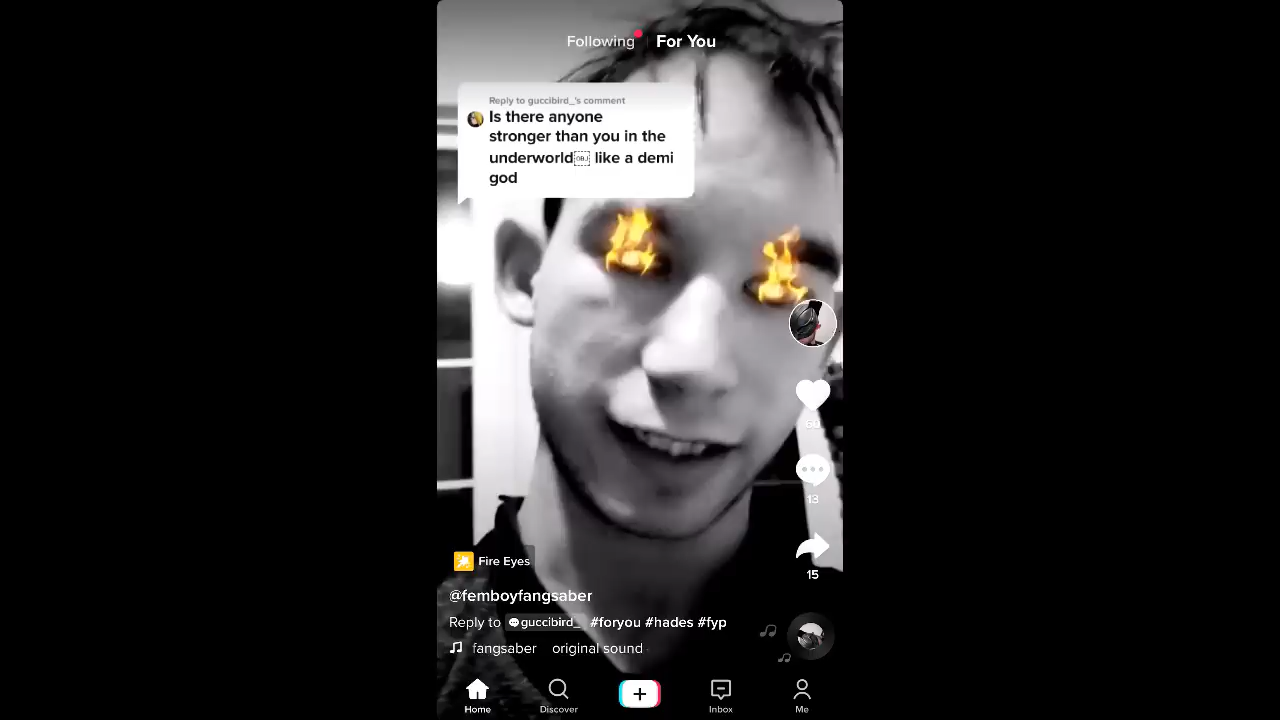 Following
For You
Reply to guccibird_'s comment
Is there anyone
stronger than you in the
underworld like a demi
god
13
15
Fire Eyes
@femboyfangsaber
Reply to guccibird_ #foryou #hades #fyp
fangsaber original sound
Home
Discover
Inbox
Me